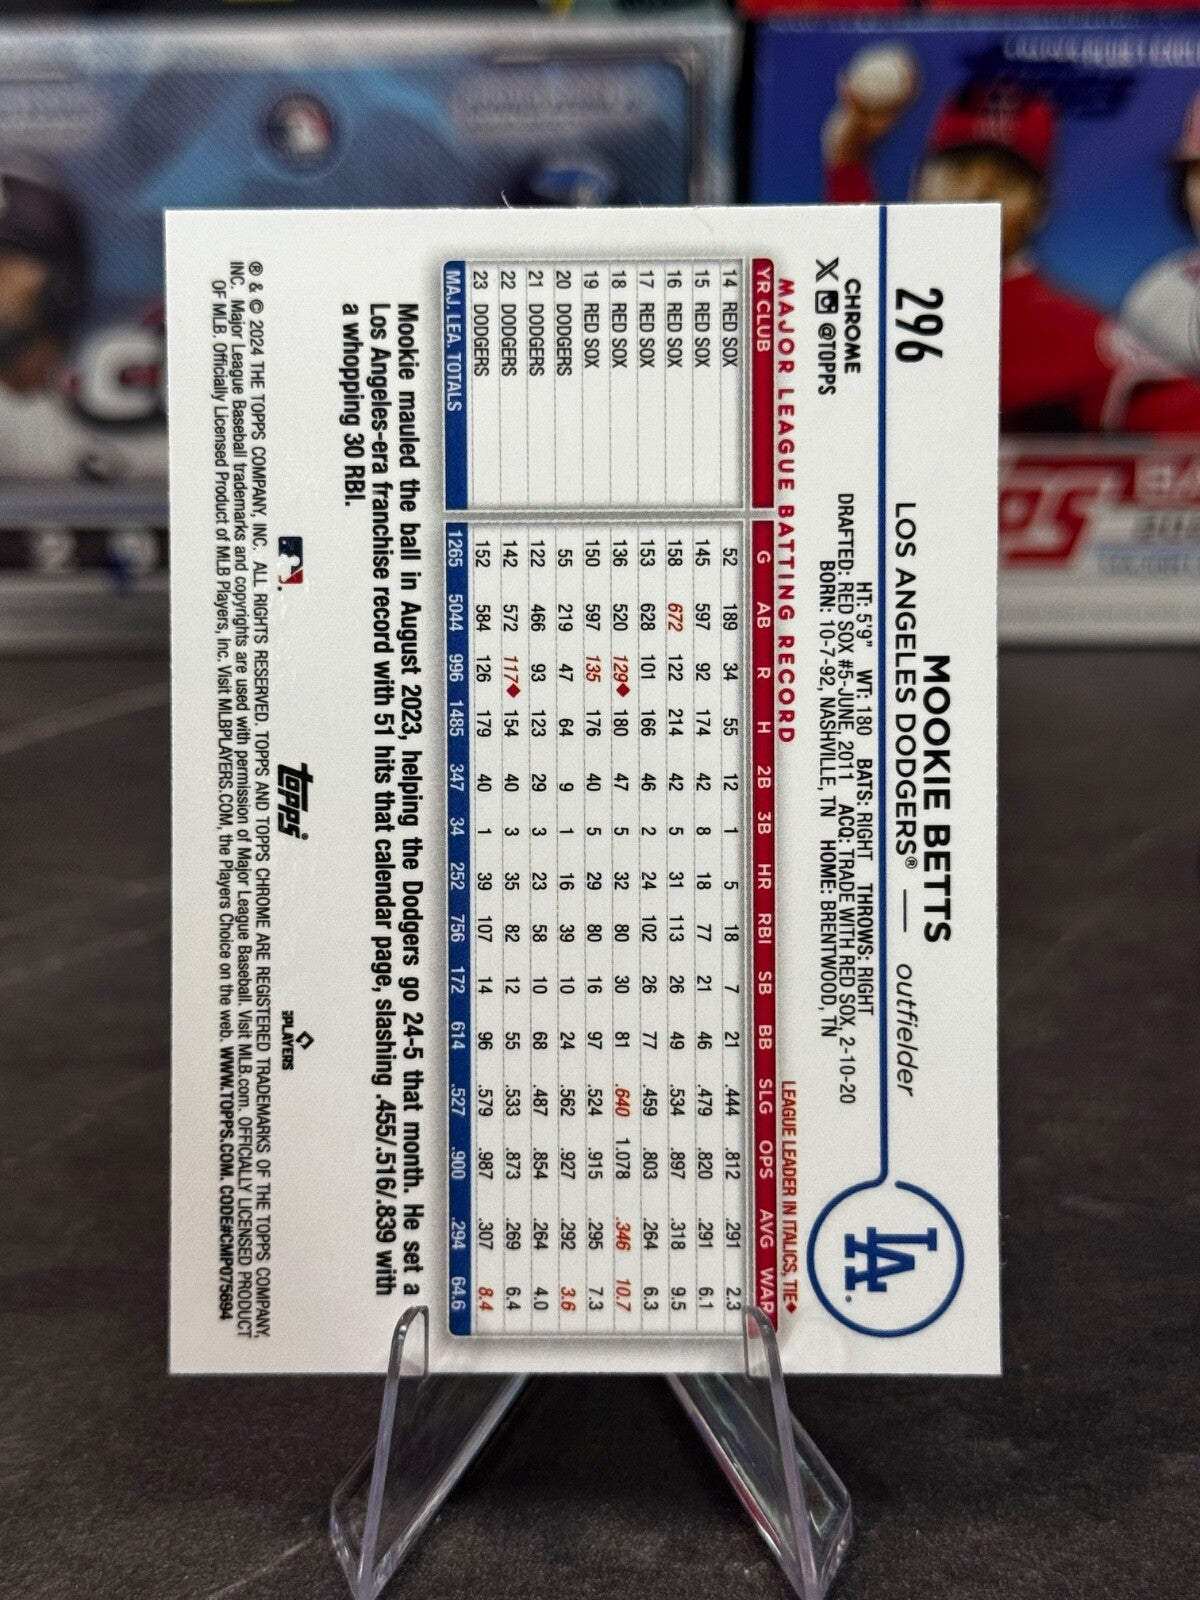 296
MOOKIE BETTS
LOS ANGELES DODGERS® — outfielder
CHROME
X @TOPPS
HT: 5'9" WT: 180 BATS: RIGHT THROWS: RIGHT
DRAFTED: RED SOX #5-JUNE, 2011 ACQ: TRADE WITH RED SOX, 2-10-20
BORN: 10-7-92, NASHVILLE, TN HOME: BRENTWOOD, TN
LA
MAJOR LEAGUE BATTING RECORD
LEAGUE LEADER IN ITALICS, TIE♦
YR CLUB G AB R H 2B 3B HR RBI SB BB SLG OPS AVG WAR
14 RED SOX 52 189 34 55 12 1 5 18 7 21 .444 .812 .291 2.3
15 RED SOX 145 597 92 174 42 8 18 77 21 46 .479 .820 .291 6.1
16 RED SOX 158 672 122 214 42 5 31 113 26 49 .534 .897 .318 9.5
17 RED SOX 153 628 101 166 46 2 24 102 26 77 .459 .803 .264 6.3
18 RED SOX 136 520 129♦ 180 47 5 32 80 30 81 .640 1.078 .346 10.7
19 RED SOX 150 597 135 176 40 5 29 80 16 97 .524 .915 .295 7.3
20 DODGERS 55 219 47 64 9 1 16 39 10 24 .562 .927 .292 3.6
21 DODGERS 122 466 93 123 29 3 23 58 10 68 .487 .854 .264 4.0
22 DODGERS 142 572 117♦ 154 40 3 35 82 12 55 .533 .873 .269 6.4
23 DODGERS 152 584 126 179 40 1 39 107 14 96 .579 .987 .307 8.4
MAJ. LEA. TOTALS 1265 5044 996 1485 347 34 252 756 172 614 .527 .900 .294 64.6
Mookie mauled the ball in August 2023, helping the Dodgers go 24-5 that month. He set a
Los Angeles-era franchise record with 51 hits that calendar page, slashing .455/.516/.839 with
a whopping 30 RBI.
topps
PLAYERS
® & © 2024 THE TOPPS COMPANY, INC. ALL RIGHTS RESERVED. TOPPS AND TOPPS CHROME ARE REGISTERED TRADEMARKS OF THE TOPPS COMPANY,
INC. Major League Baseball trademarks and copyrights are used with permission of Major League Baseball. Visit MLB.com. OFFICIALLY LICENSED PRODUCT
OF MLB. Officially Licensed Product of MLB Players, Inc. Visit MLBPLAYERS.COM, the Players Choice on the web. WWW.TOPPS.COM. CODE#CMP075694